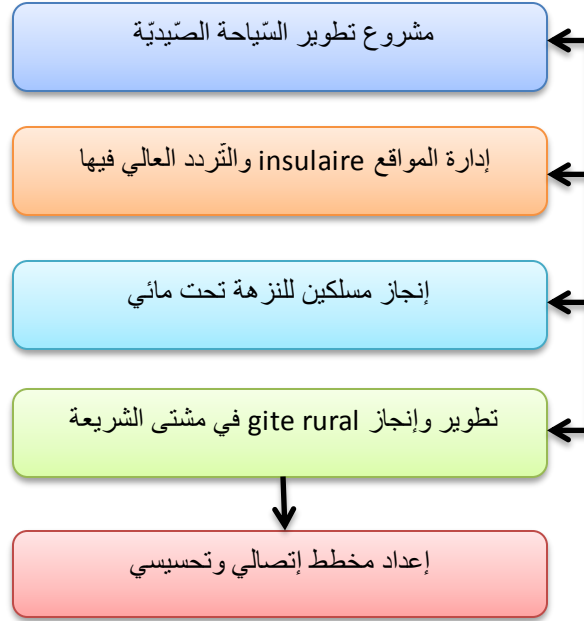 مشروع تطوير السّياحة الصّيديّة
إدارة المواقع insulaire والتّردد العالي فيها
إنجاز مسلكين للنزهة تحت مائي
تطوير وإنجاز gite rural في مشتى الشريعة
إعداد مخطط إتصالي وتحسيسي